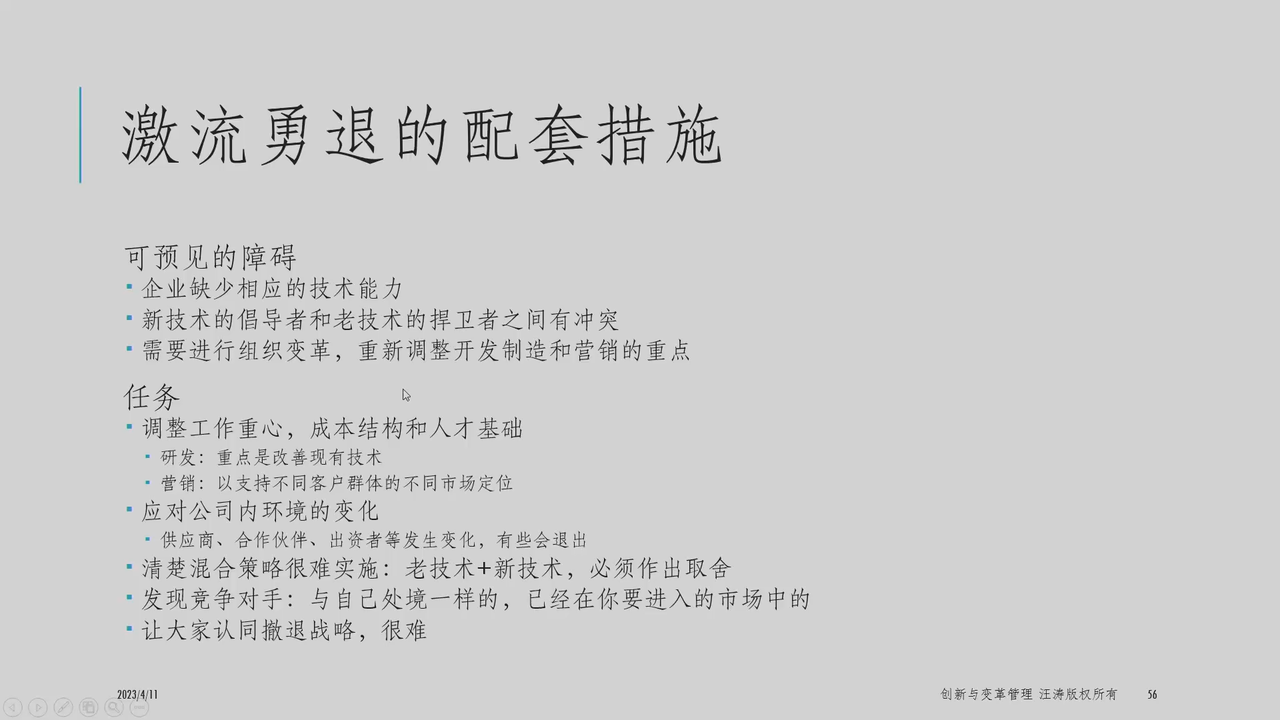 激流勇退的配套措施
可预见的障碍
企业缺少相应的技术能力
新技术的倡导者和老技术的捍卫者之间有冲突
需要进行组织变革，重新调整开发制造和营销的重点
任务
调整工作重心，成本结构和人才基础
研发：重点是改善现有技术
营销：以支持不同客户群体的不同市场定位
应对公司内环境的变化
供应商、合作伙伴、出资者等发生变化，有些会退出
清楚混合策略很难实施：老技术+新技术，必须作出取舍
发现竞争对手：与自己处境一样的，已经在你要进入的市场中的
让大家认同撤退战略，很难
2023/4/11
创新与变革管理 汪涛版权所有
56